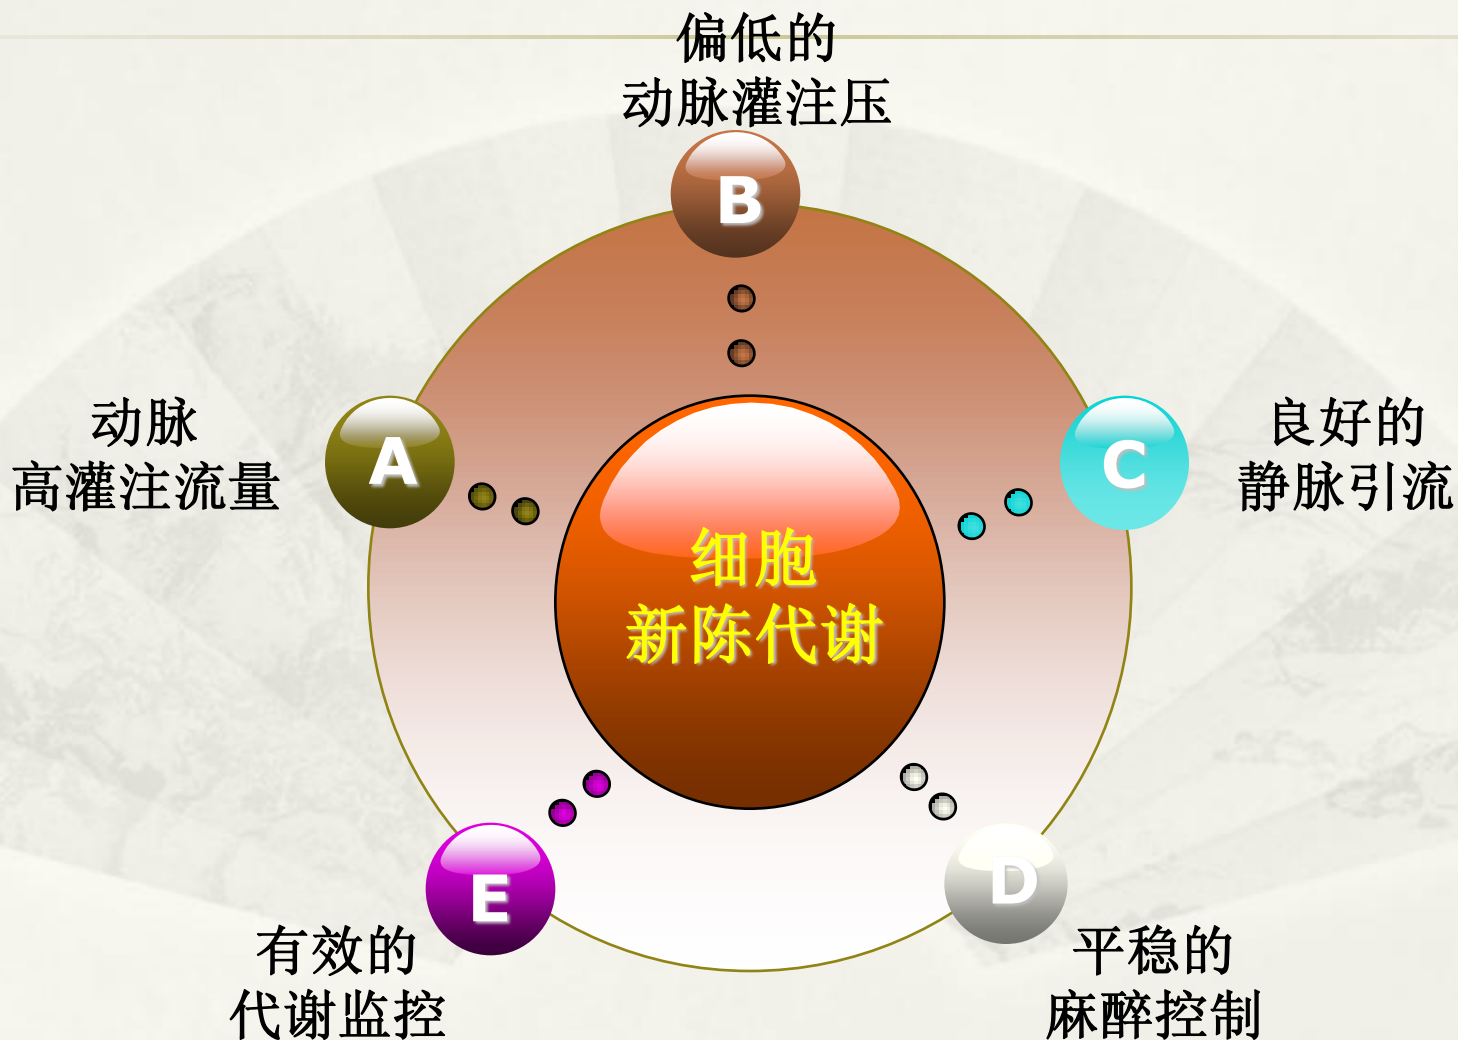 偏低的
动脉灌注压
B
动脉
高灌注流量
A
C
良好的
静脉引流
细胞
新陈代谢
E
有效的
代谢监控
D
平稳的
麻醉控制